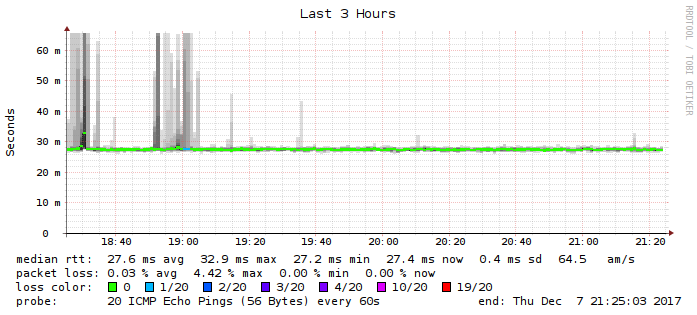 Last 3 Hours
RRDTOOL / TOBI OETIKER
Seconds
60 m
50 m
40 m
30 m
20 m
10 m
0
18:40 19:00 19:20 19:40 20:00 20:20 20:40 21:00 21:20
median rtt: 27.6 ms avg 32.9 ms max 27.2 ms min 27.4 ms now 0.4 ms sd 64.5 am/s
packet loss: 0.03 % avg 4.42 % max 0.00 % min 0.00 % now
loss color: 0 1/20 2/20 3/20 4/20 10/20 19/20
probe: 20 ICMP Echo Pings (56 Bytes) every 60s end: Thu Dec 7 21:25:03 2017